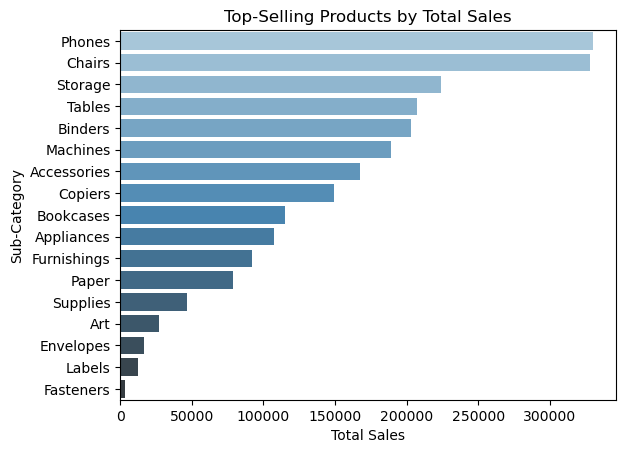 Top-Selling Products by Total Sales
Sub-Category
Phones
Chairs
Storage
Tables
Binders
Machines
Accessories
Copiers
Bookcases
Appliances
Furnishings
Paper
Supplies
Art
Envelopes
Labels
Fasteners
0 50000 100000 150000 200000 250000 300000
Total Sales